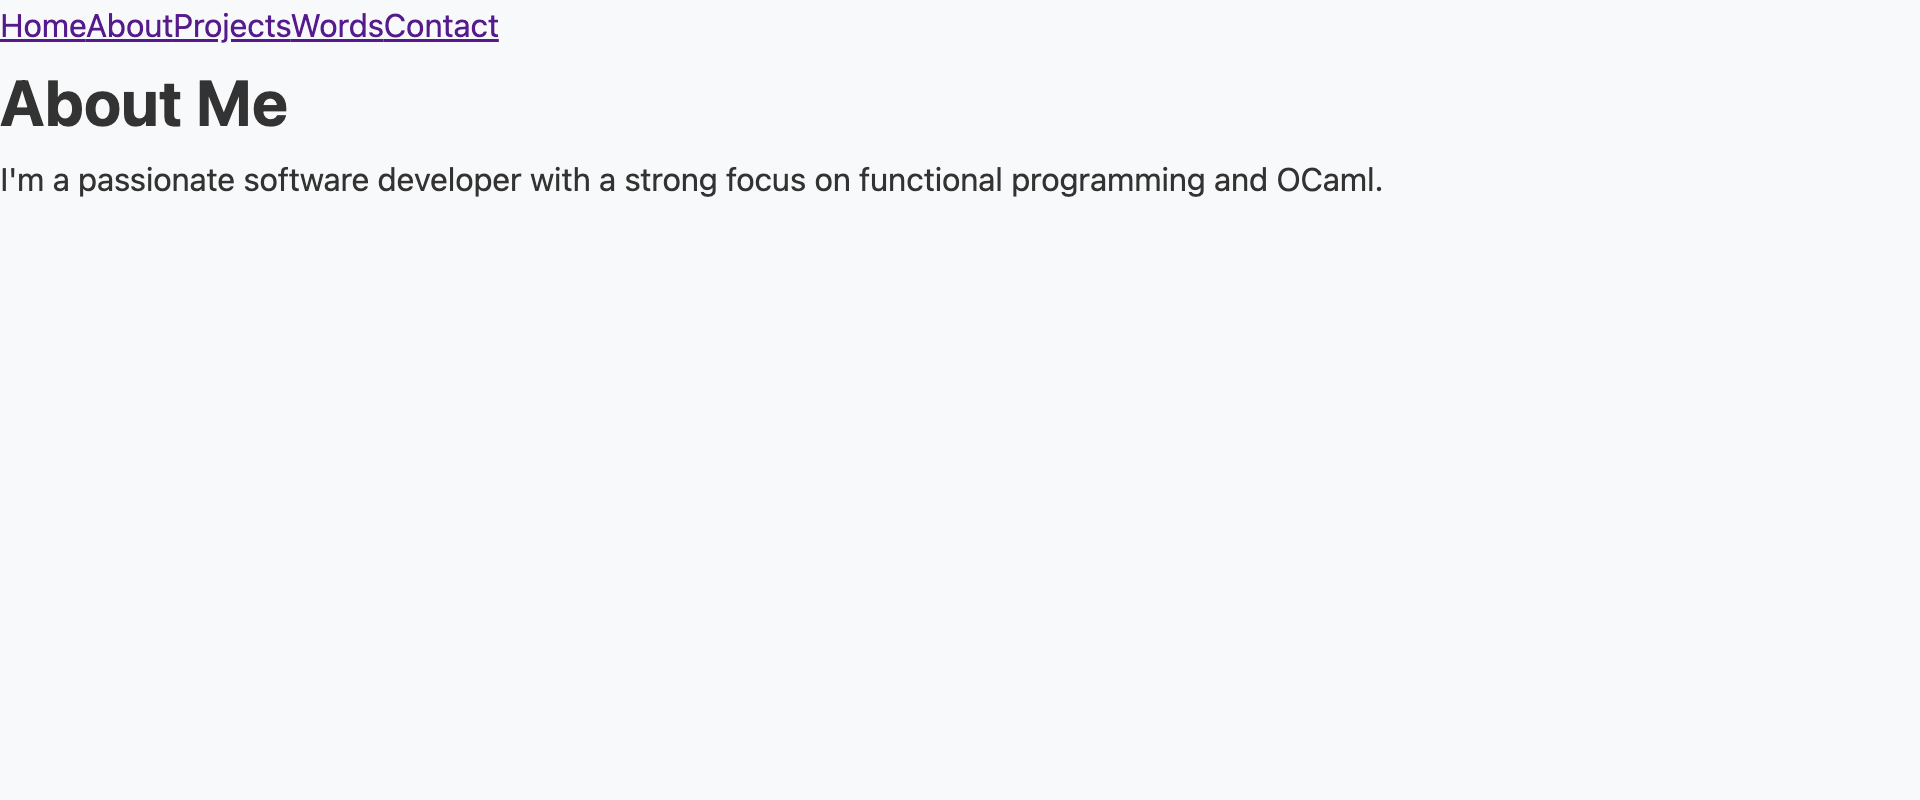 HomeAboutProjectsWordsContact
About Me
I'm a passionate software developer with a strong focus on functional programming and OCaml.